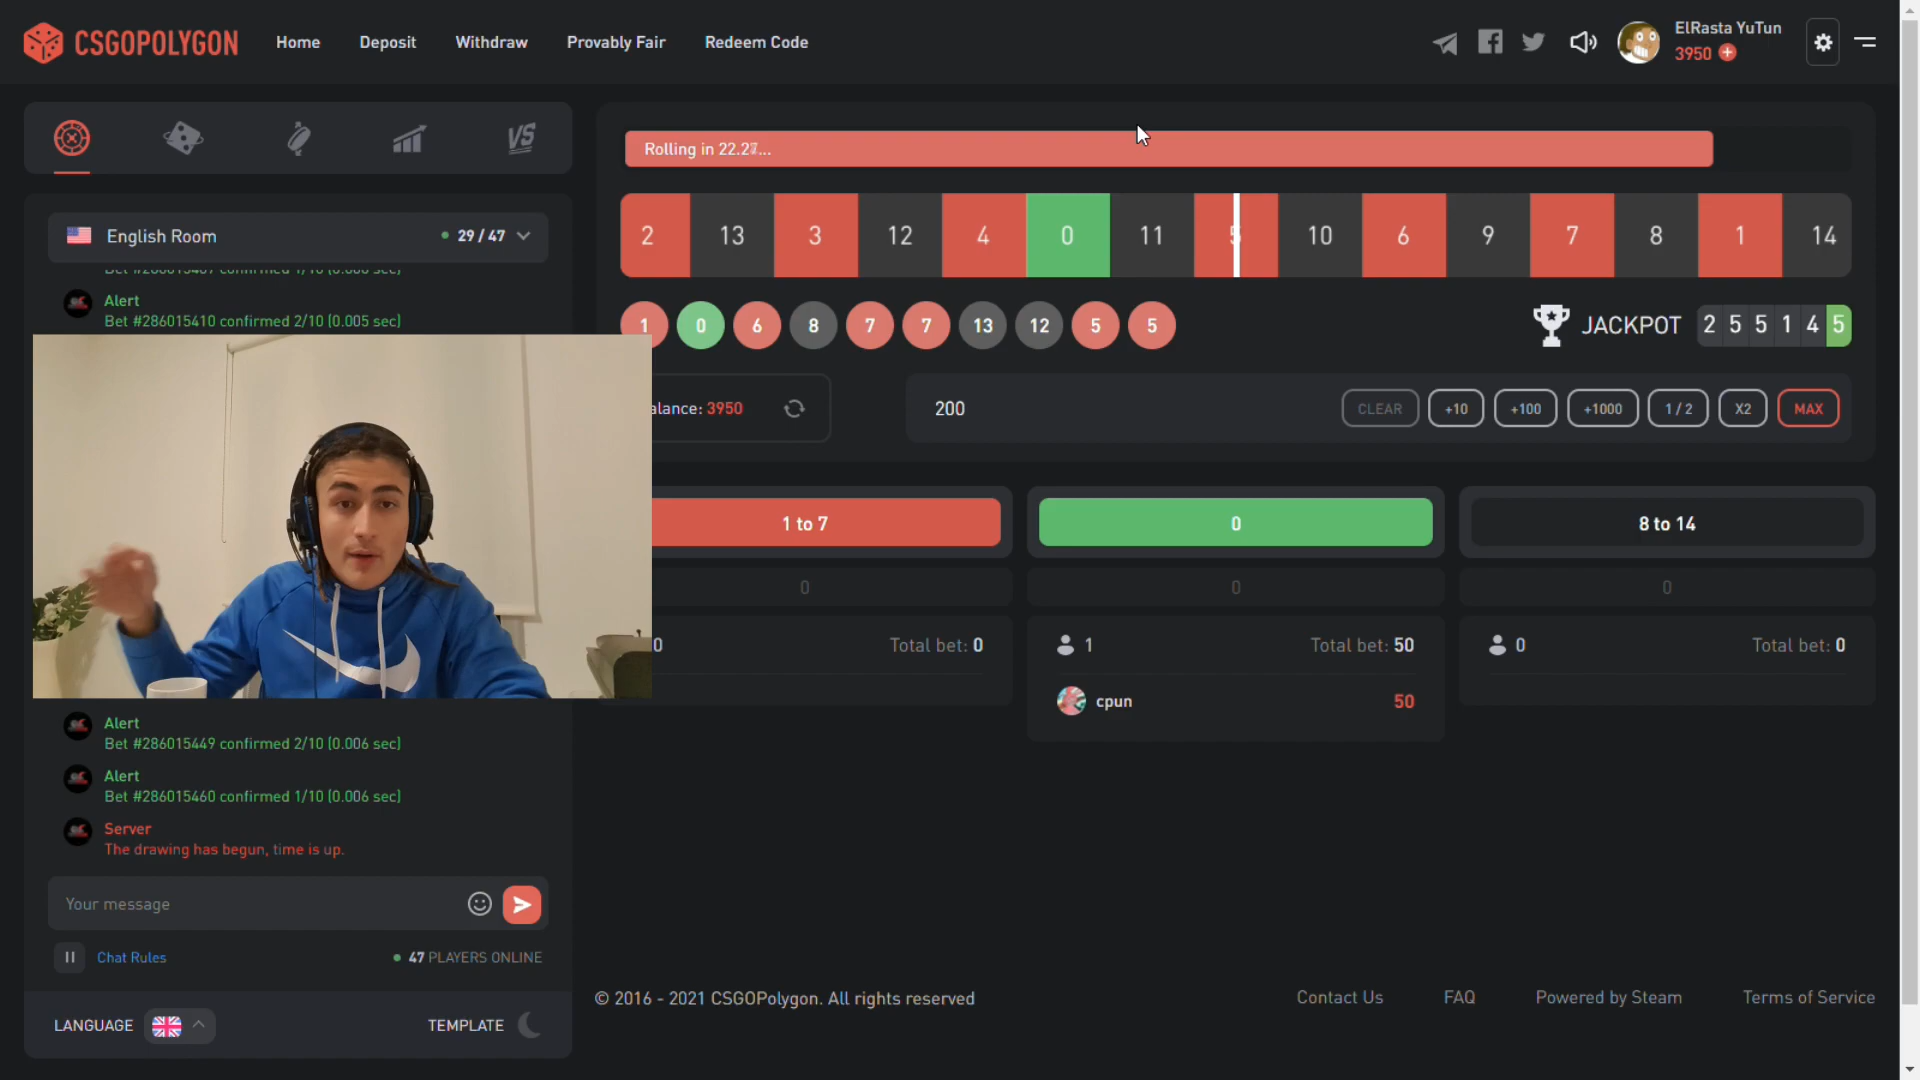 CSGOPOLYGON
Home
Deposit
Withdraw
Provably Fair
Redeem Code
ElRasta YuTun
3950
VS
English Room
29 / 47
Alert
Bet #286015410 confirmed 2/10 (0.005 sec)
Rolling in 22.2
2 13 3 12 4 0 11 5 10 6 9 7 8 1 14
1 0 6 8 7 7 13 12 5 5
JACKPOT
2 5 5 1 4 5
alance: 3950
200
CLEAR
+10
+100
+1000
1 / 2
X2
MAX
1 to 7
0
8 to 14
0
0
0
0
Total bet: 0
1
Total bet: 50
0
Total bet: 0
cpun
50
Alert
Bet #286015449 confirmed 2/10 (0.006 sec)
Alert
Bet #286015460 confirmed 1/10 (0.006 sec)
Server
The drawing has begun, time is up.
Your message
Chat Rules
47 PLAYERS ONLINE
LANGUAGE
TEMPLATE
© 2016 - 2021 CSGOPolygon. All rights reserved
Contact Us
FAQ
Powered by Steam
Terms of Service